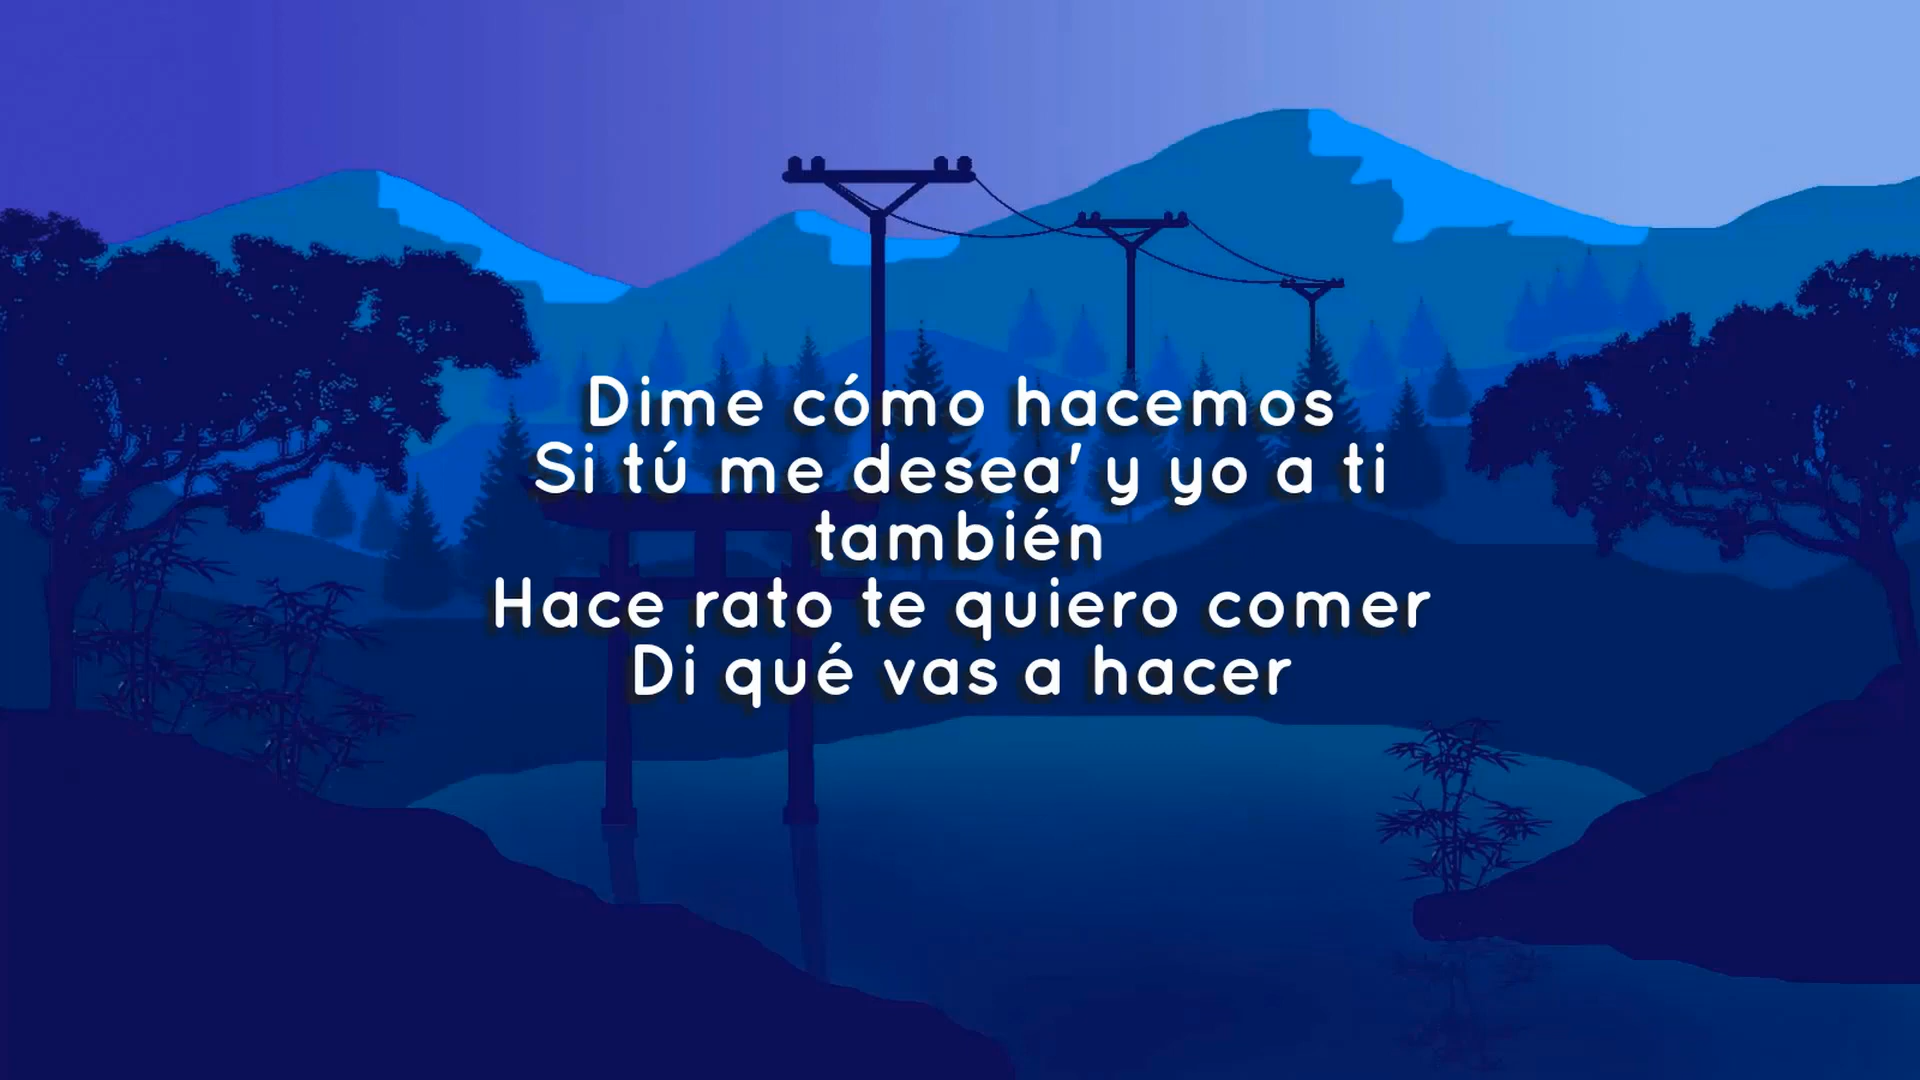 Dime cómo hacemos
Si tú me desea' y yo a ti
también
Hace rato te quiero comer
Di qué vas a hacer